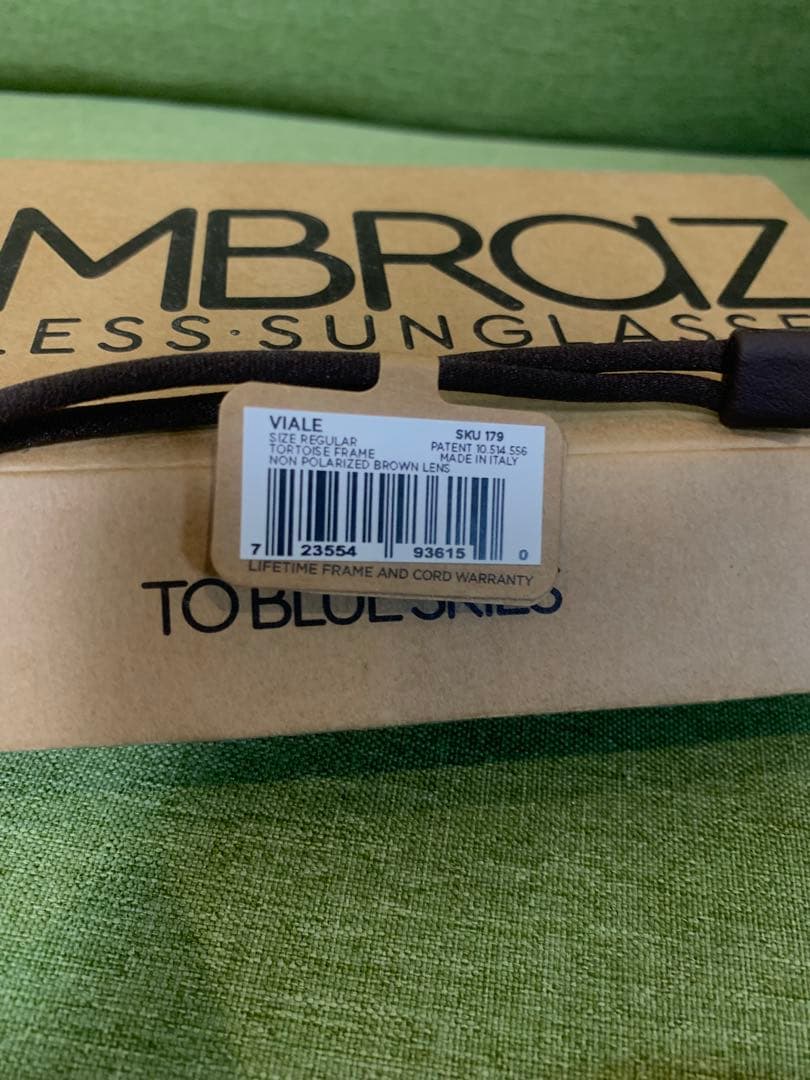 MBRAZ
LESS·SUNGLASSE
VIALE
SIZE REGULAR
TORTOISE FRAME
NON POLARIZED BROWN LENS
SKU 179
PATENT 10.514.556
MADE IN ITALY
7 23554 93615 0
LIFETIME FRAME AND CORD WARRANTY
TO BLUE SKIES